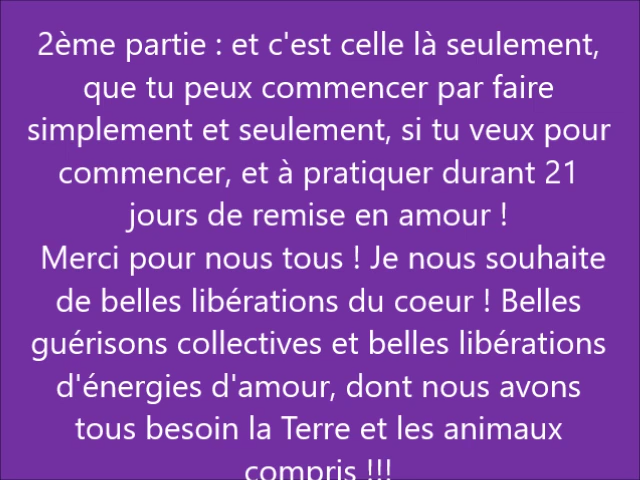 2ème partie : et c'est celle là seulement,
que tu peux commencer par faire
simplement et seulement, si tu veux pour
commencer, et à pratiquer durant 21
jours de remise en amour !
Merci pour nous tous ! Je nous souhaite
de belles libérations du coeur ! Belles
guérisons collectives et belles libérations
d'énergies d'amour, dont nous avons
tous besoin la Terre et les animaux
compris !!!